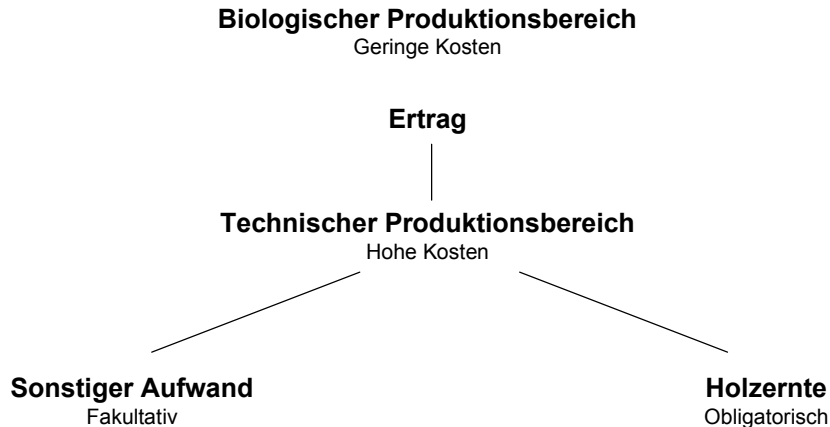 Biologischer Produktionsbereich
Geringe Kosten
Ertrag
Technischer Produktionsbereich
Hohe Kosten
Sonstiger Aufwand
Fakultativ
Holzernte
Obligatorisch